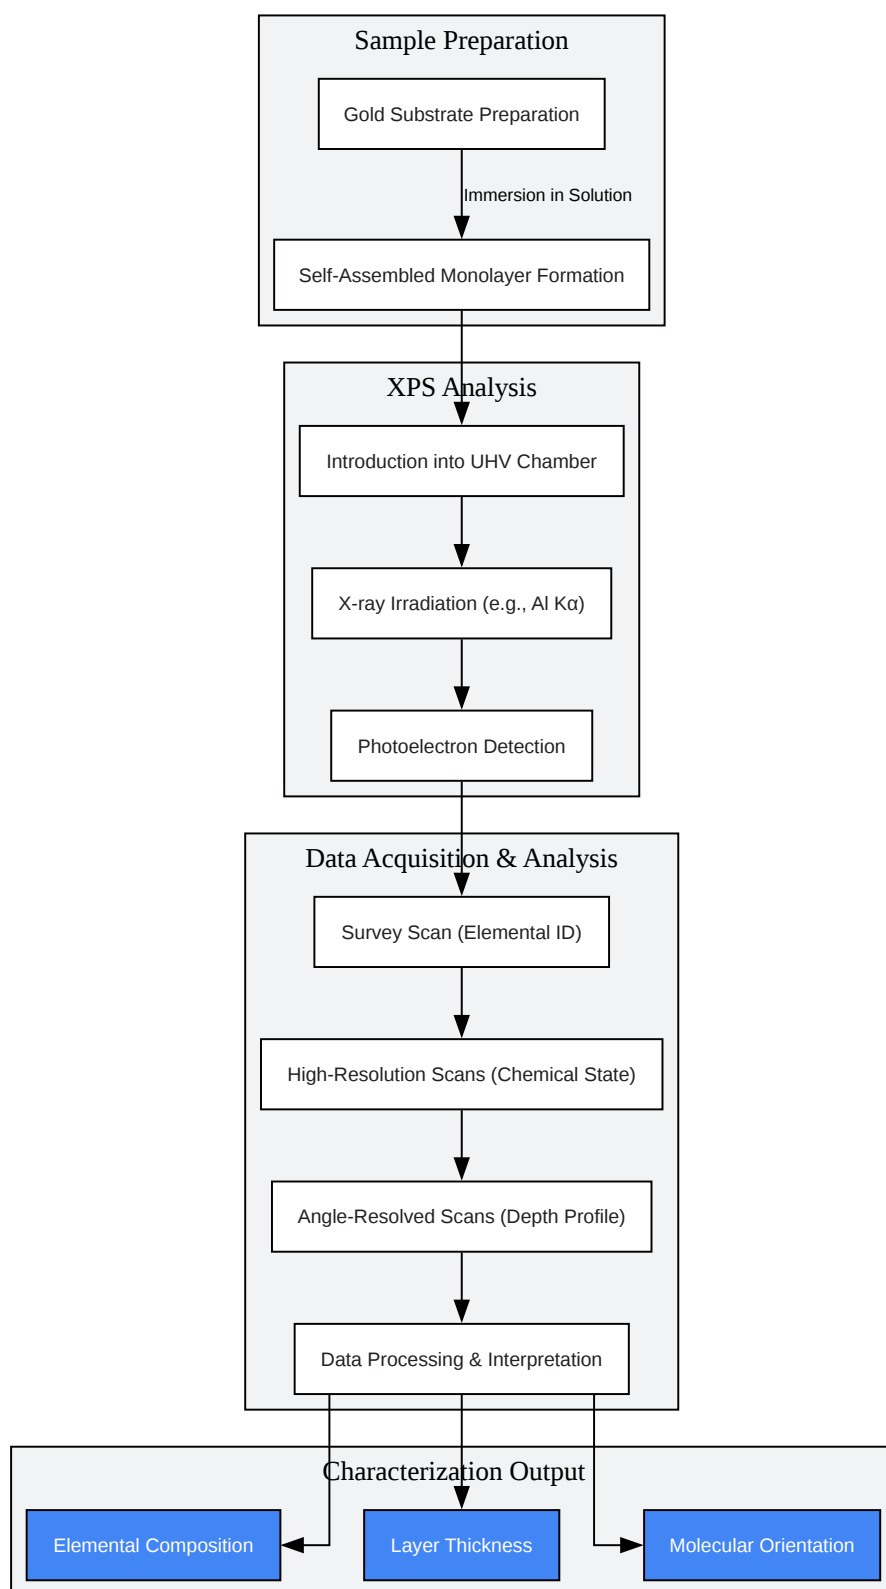 Sample Preparation
Gold Substrate Preparation
Immersion in Solution
Self-Assembled Monolayer Formation
XPS Analysis
Introduction into UHV Chamber
X-ray Irradiation (e.g., Al Kα)
Photoelectron Detection
Data Acquisition & Analysis
Survey Scan (Elemental ID)
High-Resolution Scans (Chemical State)
Angle-Resolved Scans (Depth Profile)
Data Processing & Interpretation
Characterization Output
Elemental Composition
Layer Thickness
Molecular Orientation